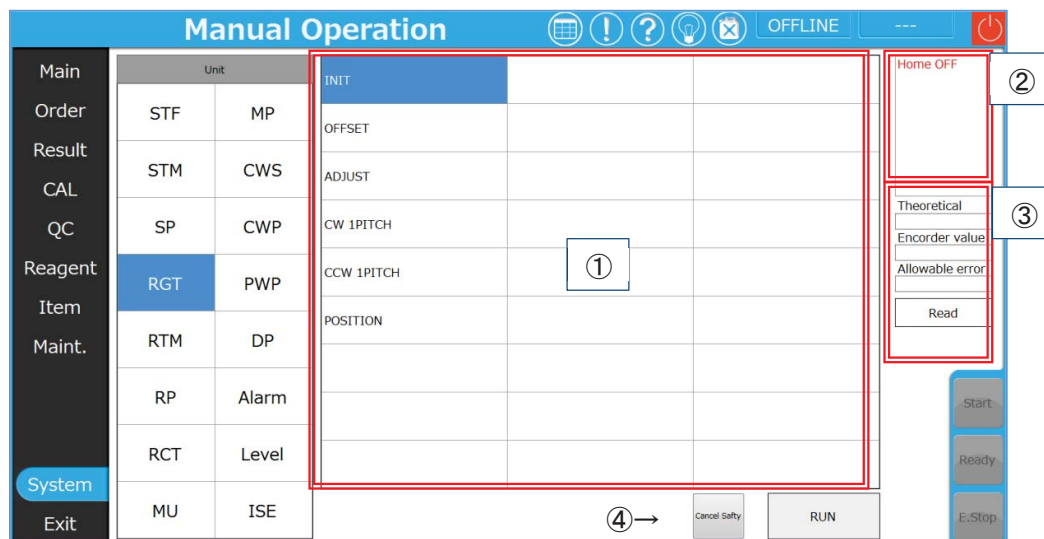 Manual Operation
OFFLINE
---
Main
Order
Result
CAL
QC
Reagent
Item
Maint.
System
Exit
Unit
STF MP
STM CWS
SP CWP
RGT PWP
RTM DP
RP Alarm
RCT Level
MU ISE
INIT
OFFSET
ADJUST
CW 1PITCH
CCW 1PITCH
POSITION
①
Home OFF
②
Theoretical
Encorder value
Allowable error
Read
③
Start
Ready
E.Stop
④→
Cancel Safty
RUN